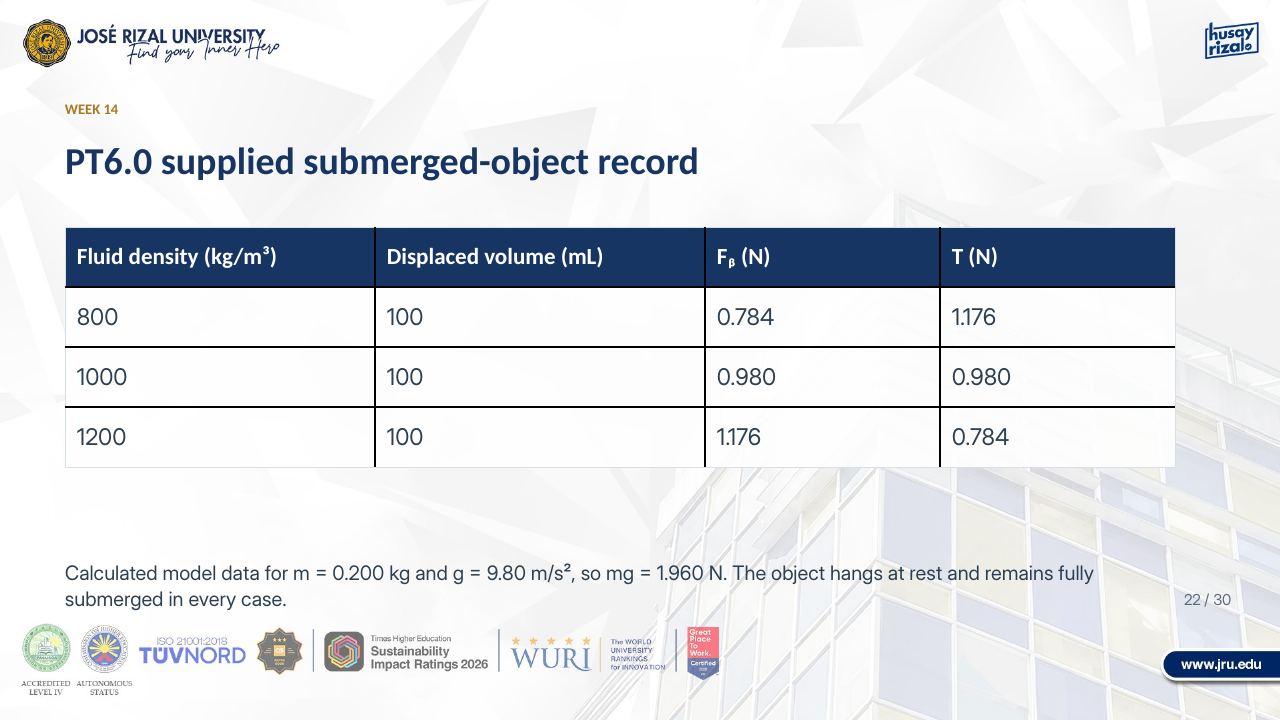 JOSÉ RIZAL UNIVERSITY
Find your Inner Hero
husay
rizal
WEEK 14
PT6.0 supplied submerged-object record
Fluid density (kg/m³) Displaced volume (mL) Fᵦ (N) T (N)
800 100 0.784 1.176
1000 100 0.980 0.980
1200 100 1.176 0.784
Calculated model data for m = 0.200 kg and g = 9.80 m/s², so mg = 1.960 N. The object hangs at rest and remains fully
submerged in every case.
22 / 30
ACCREDITED
LEVEL IV
AUTONOMOUS
STATUS
ISO 21001:2018
TÜVNORD
Times Higher Education
Sustainability
Impact Ratings 2026
WURI
The WORLD
UNIVERSITY
RANKINGS
for INNOVATION
Great
Place
To
Work.
Certified
www.jru.edu